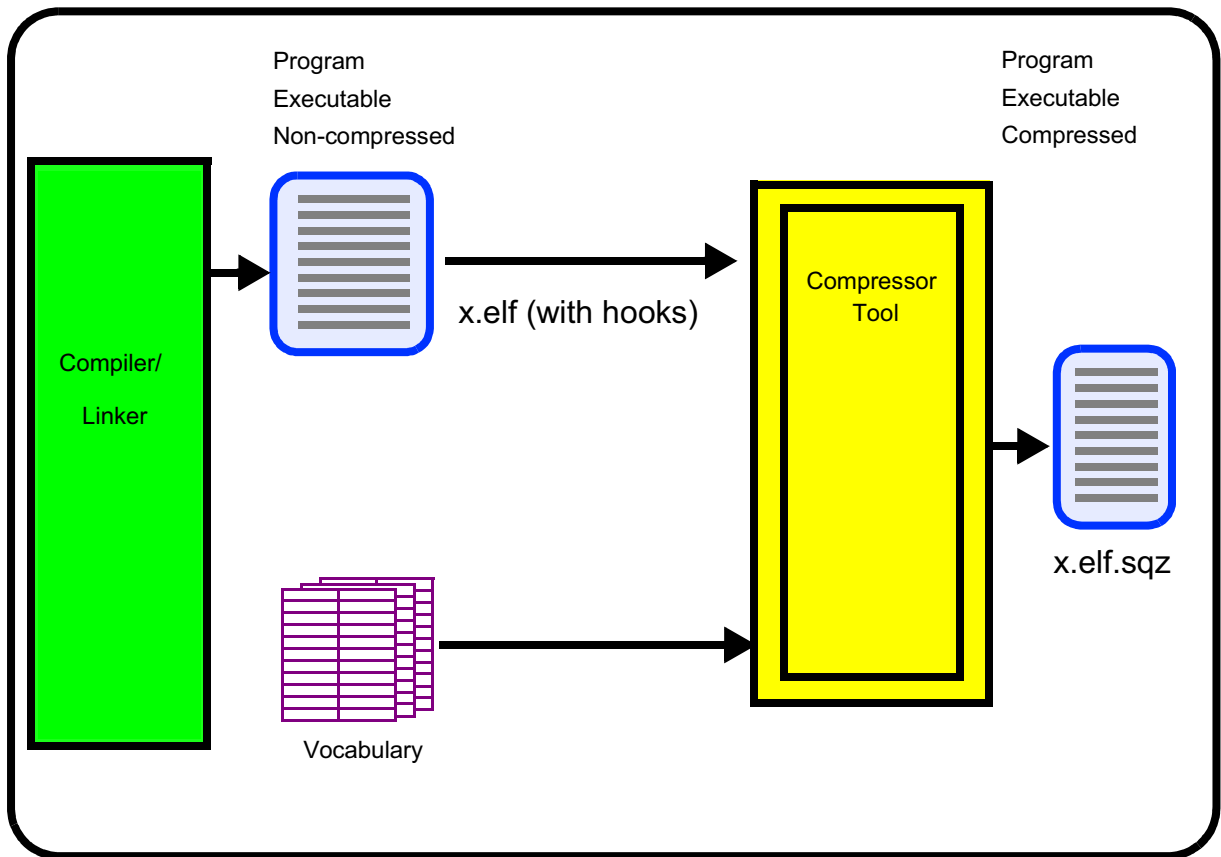 Program
Executable
Non-compressed
Program
Executable
Compressed
x.elf (with hooks)
Compressor
Tool
Compiler/
Linker
x.elf.sqz
Vocabulary